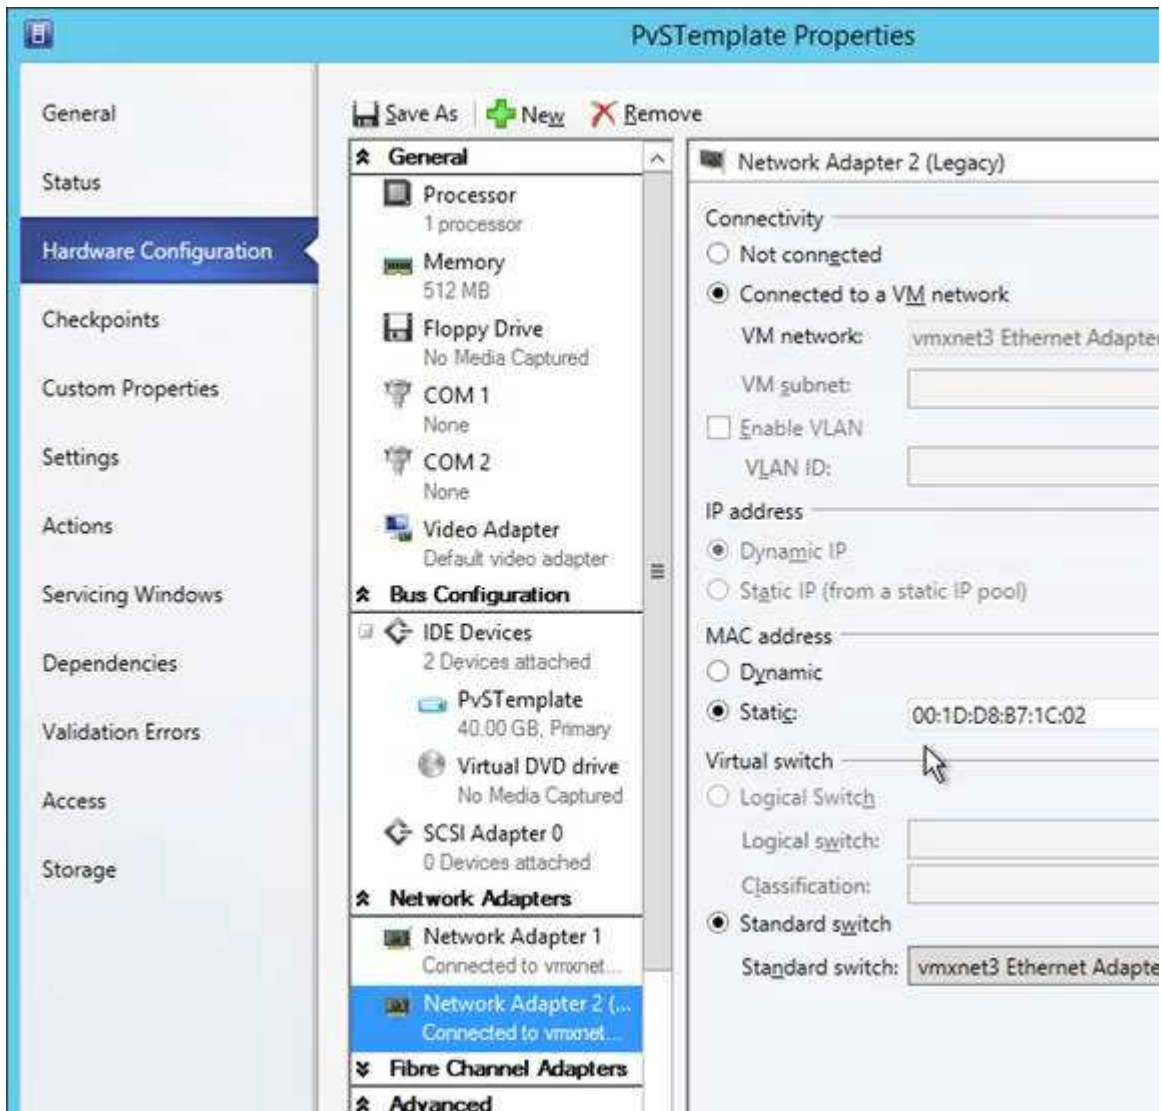 PvSTemplate Properties
General
Status
Hardware Configuration
Checkpoints
Custom Properties
Settings
Actions
Servicing Windows
Dependencies
Validation Errors
Access
Storage
Save As New Remove
General
Processor
1 processor
Memory
512 MB
Floppy Drive
No Media Captured
COM 1
None
COM 2
None
Video Adapter
Default video adapter
Bus Configuration
IDE Devices
2 Devices attached
PvSTemplate
40.00 GB, Primary
Virtual DVD drive
No Media Captured
SCSI Adapter 0
0 Devices attached
Network Adapters
Network Adapter 1
Connected to vmxnet...
Network Adapter 2 (...
Connected to vmxnet...
Fibre Channel Adapters
Advanced
Network Adapter 2 (Legacy)
Connectivity
Not connected
Connected to a VM network
VM network: vmxnet3 Ethernet Adapter
VM subnet:
Enable VLAN
VLAN ID:
IP address
Dynamic IP
Static IP (from a static IP pool)
MAC address
Dynamic
Static: 00:1D:D8:B7:1C:02
Virtual switch
Logical Switch
Logical switch:
Classification:
Standard switch
Standard switch: vmxnet3 Ethernet Adapte